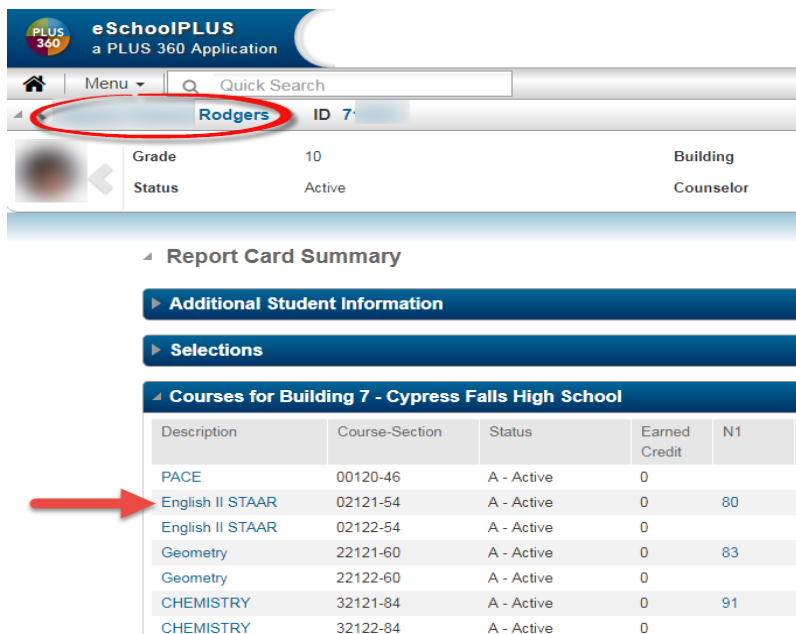 PLUS 360
eSchoolPLUS
a PLUS 360 Application
Menu
Quick Search
Rodgers ID 7
Grade 10 Building
Status Active Counselor
Report Card Summary
Additional Student Information
Selections
Courses for Building 7 - Cypress Falls High School
Description Course-Section Status Earned Credit N1
PACE 00120-46 A - Active 0
English II STAAR 02121-54 A - Active 0 80
English II STAAR 02122-54 A - Active 0
Geometry 22121-60 A - Active 0 83
Geometry 22122-60 A - Active 0
CHEMISTRY 32121-84 A - Active 0 91
CHEMISTRY 32122-84 A - Active 0